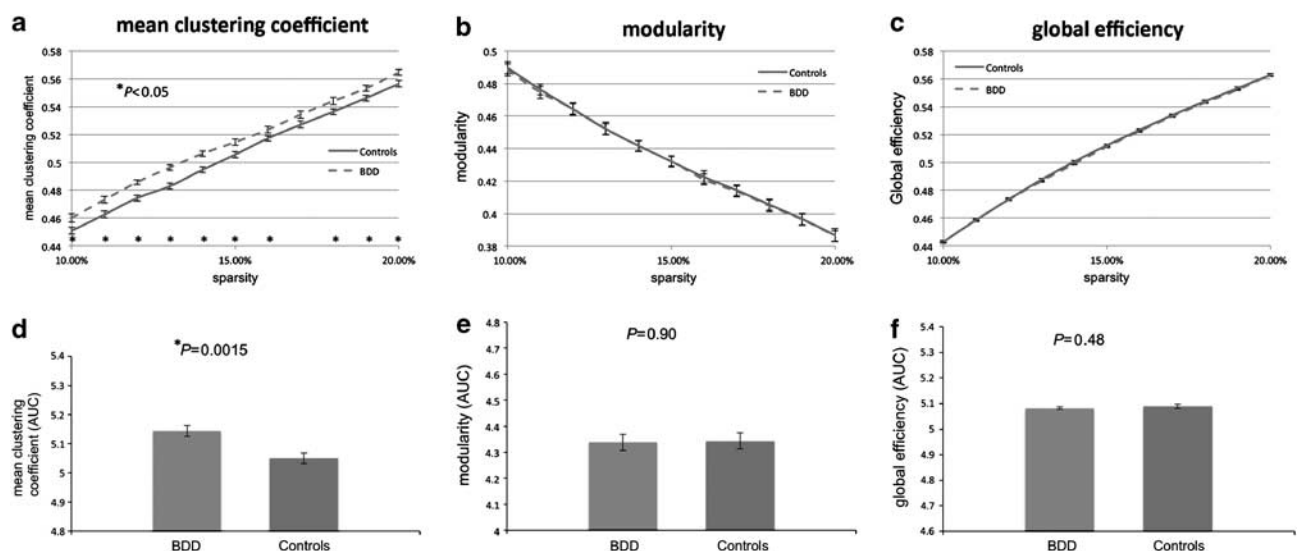 a mean clustering coefficient
mean clustering coefficient
0.58
0.56
0.54
0.52
0.5
0.48
0.46
0.44
*P<0.05
Controls
BDD
* * * * * * * * * *
10.00% 15.00% 20.00%
sparsity
b modularity
modularity
0.5
0.48
0.46
0.44
0.42
0.4
0.38
Controls
BDD
10.00% 15.00% 20.00%
sparsity
c global efficiency
Global efficiency
0.58
0.56
0.54
0.52
0.5
0.48
0.46
0.44
Controls
BDD
10.00% 15.00% 20.00%
sparsity
d
mean clustering
coefficient (AUC)
*P=0.0015
5.4
5.3
5.2
5.1
5
4.9
4.8
BDD Controls
e
modularity (AUC)
P=0.90
4.8
4.7
4.6
4.5
4.4
4.3
4.2
4.1
4
BDD Controls
f
global efficiency (AUC)
P=0.48
5.4
5.3
5.2
5.1
5
4.9
4.8
4.7
4.6
BDD Controls